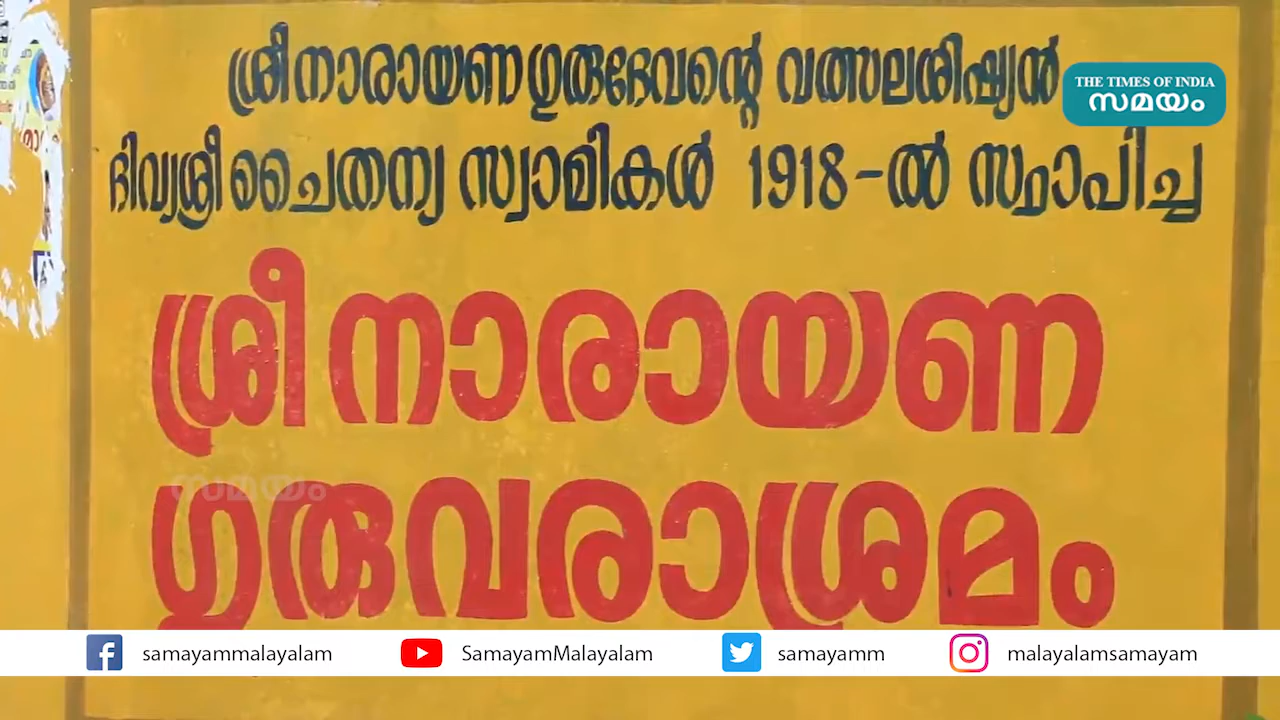 ശ്രീനാരായണഗുരുദേവന്റെ വത്സലശിഷ്യൻ
THE TIMES OF INDIA
സമയം
ദിവ്യശ്രീ ചൈതന്യ സ്വാമികൾ 1918-ൽ സ്ഥാപിച്ച
ശ്രീനാരായണ
സമയം
ഗുരുവരാശ്രമം
samayammalayalam SamayamMalayalam samayamm malayalamsamayam